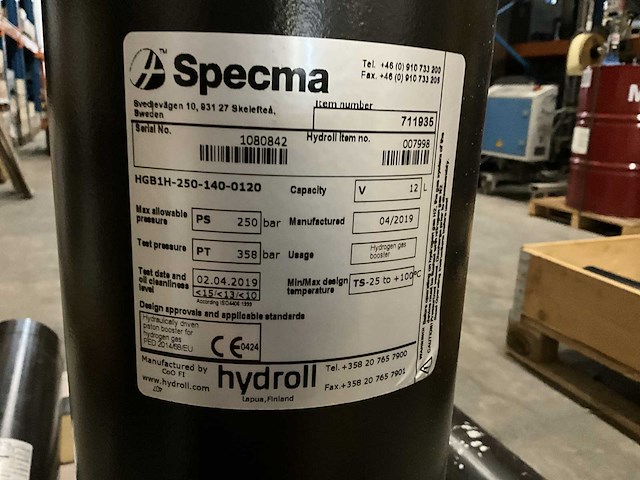 ™
Specma
Tel. +46 (0) 910 733 200
Fax. +46 (0) 910 733 205
Svedjevägen 10, 931 27 Skellefteå,
Sweden
Item number
711935
Serial No.
1080842
Hydroll item no.
007998
HGB1H-250-140-0120
Capacity
V 12 L
Max allowable
pressure
PS 250 bar
Manufactured
04/2019
Test pressure
PT 358 bar
Usage
Hydrogen gas
booster
Test date and
oil cleanliness
level
02.04.2019
<15/<13/<10
According ISO4406:1999
Min/Max design
temperature
TS-25 to +100°C
Design approvals and applicable standards
Hydraulically driven
piston booster for
hydrogen gas
PED 2014/68/EU
CE 0424
Manufactured by
CoO FI
www.hydroll.com
hydroll
Lapua, Finland
Tel. +358 20 765 7900
Fax.+358 20 765 7901
CAUTION:
M